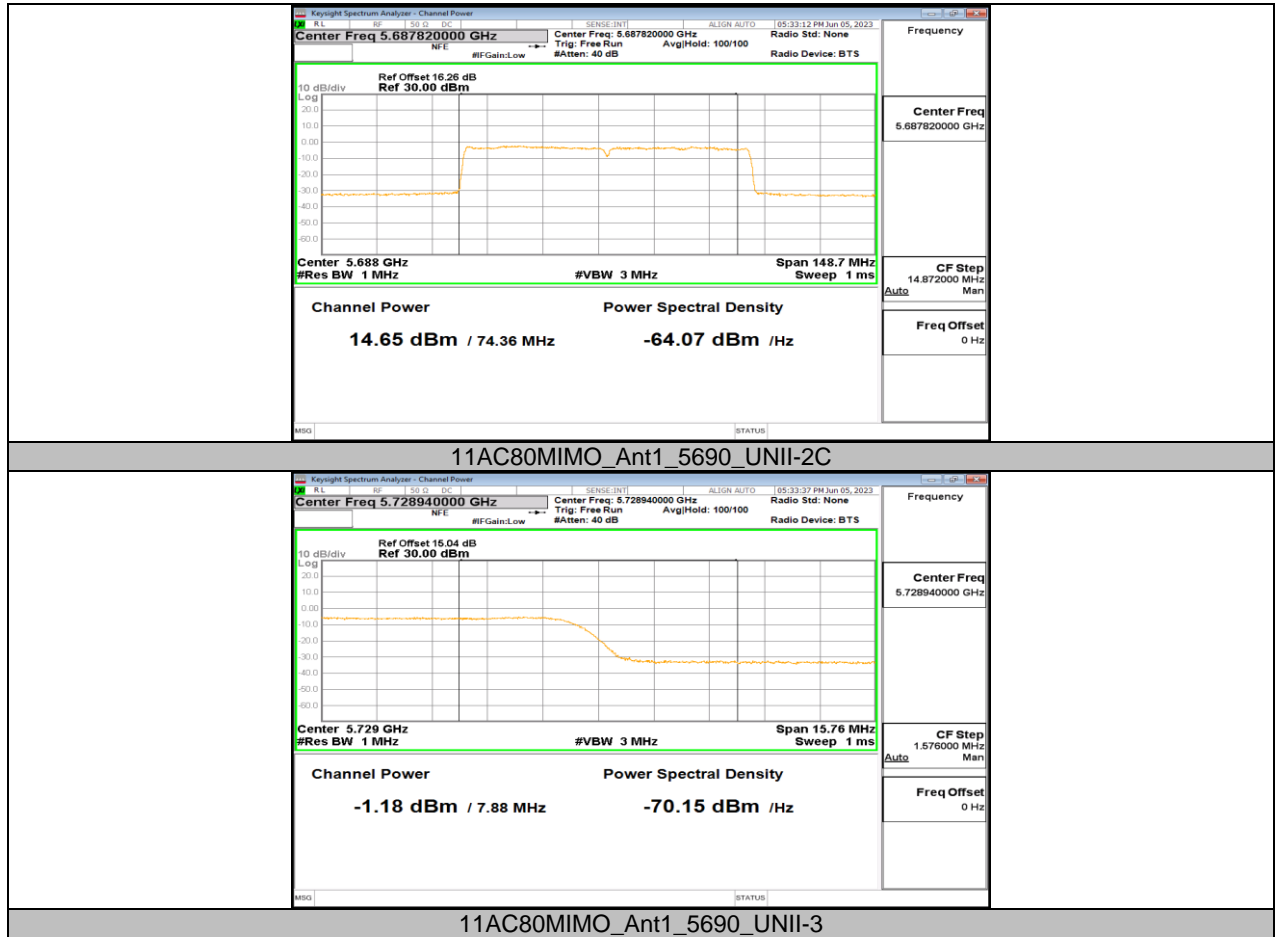 Keysight Spectrum Analyzer - Channel Power
RL RF 50 Ω DC SENSE:INT ALIGN AUTO 05:33:12 PM Jun 05, 2023
Center Freq 5.687820000 GHz Center Freq: 5.687820000 GHz Radio Std: None Frequency
NFE Trig: Free Run Avg|Hold: 100/100
#IFGain:Low #Atten: 40 dB Radio Device: BTS
Ref Offset 16.26 dB
10 dB/div Ref 30.00 dBm
Log
20.0
10.0
0.00
-10.0
-20.0
-30.0
-40.0
-50.0
-60.0
Center Freq
5.687820000 GHz
Center 5.688 GHz Span 148.7 MHz
#Res BW 1 MHz #VBW 3 MHz Sweep 1 ms
CF Step
14.872000 MHz
Auto Man
Channel Power Power Spectral Density
14.65 dBm / 74.36 MHz -64.07 dBm /Hz
Freq Offset
0 Hz
MSG STATUS
11AC80MIMO_Ant1_5690_UNII-2C
Keysight Spectrum Analyzer - Channel Power
RL RF 50 Ω DC SENSE:INT ALIGN AUTO 05:33:37 PM Jun 05, 2023
Center Freq 5.728940000 GHz Center Freq: 5.728940000 GHz Radio Std: None Frequency
NFE Trig: Free Run Avg|Hold: 100/100
#IFGain:Low #Atten: 40 dB Radio Device: BTS
Ref Offset 15.04 dB
10 dB/div Ref 30.00 dBm
Log
20.0
10.0
0.00
-10.0
-20.0
-30.0
-40.0
-50.0
-60.0
Center Freq
5.728940000 GHz
Center 5.729 GHz Span 15.76 MHz
#Res BW 1 MHz #VBW 3 MHz Sweep 1 ms
CF Step
1.576000 MHz
Auto Man
Channel Power Power Spectral Density
-1.18 dBm / 7.88 MHz -70.15 dBm /Hz
Freq Offset
0 Hz
MSG STATUS
11AC80MIMO_Ant1_5690_UNII-3